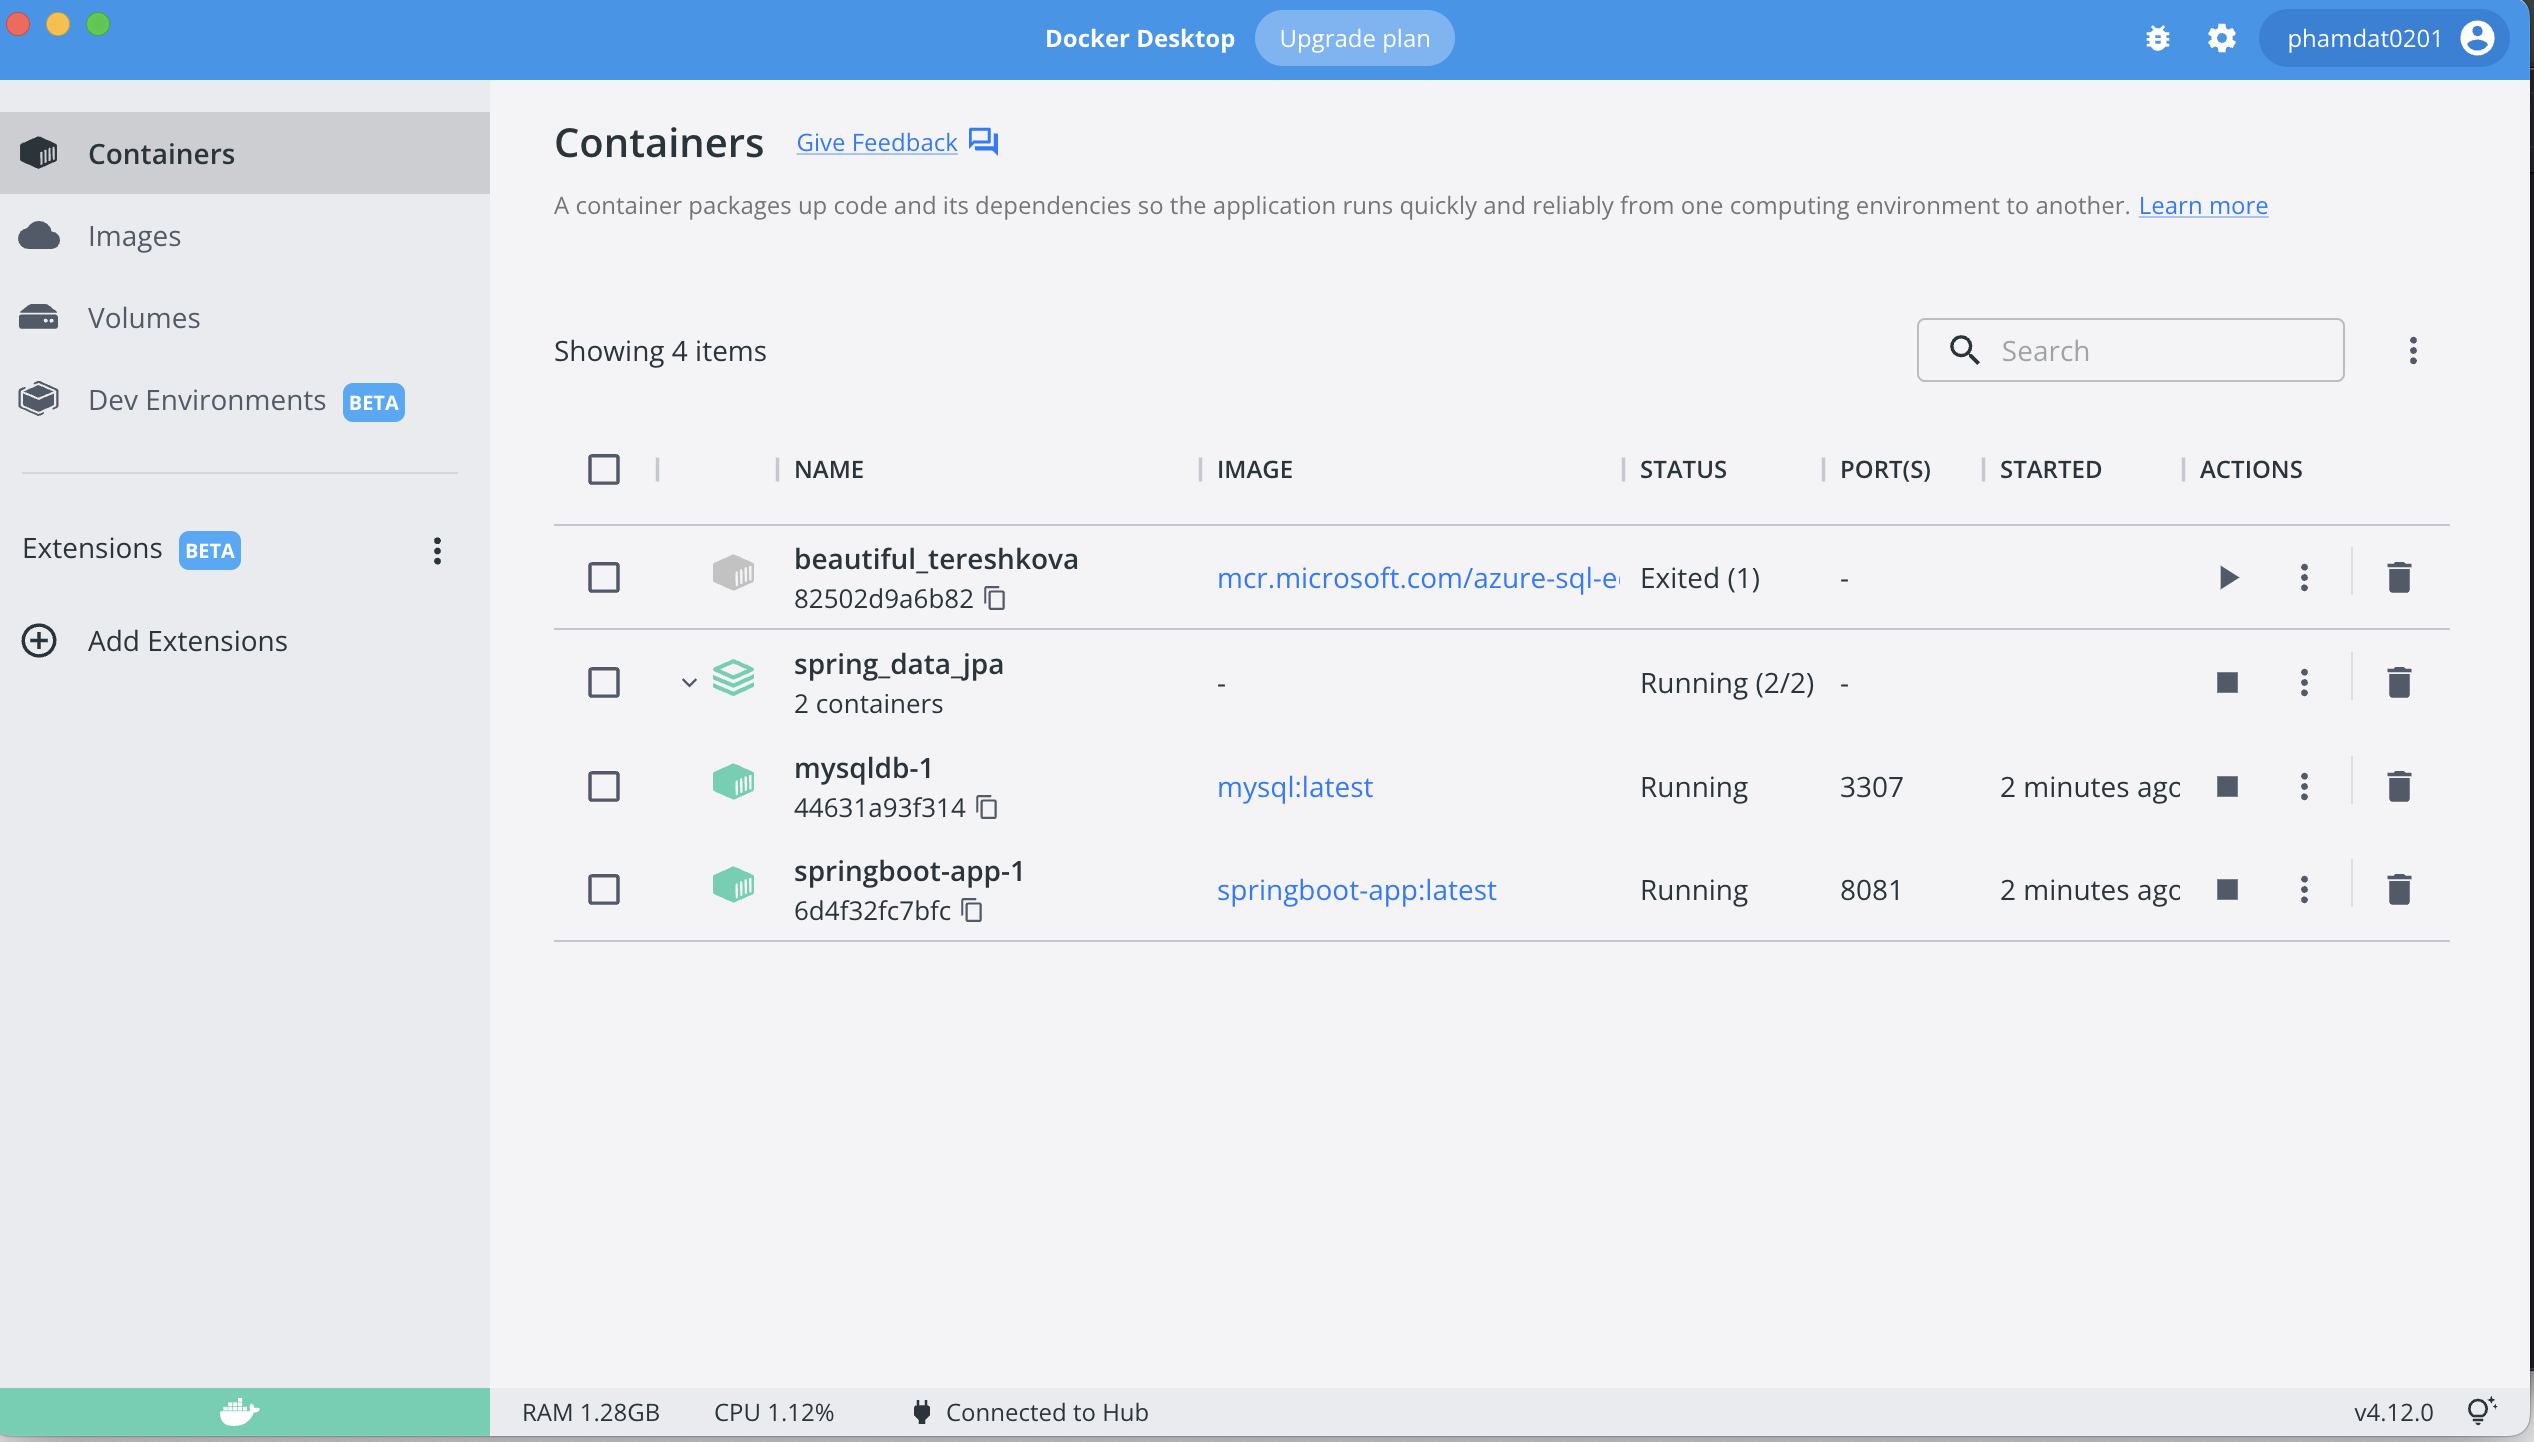 Docker Desktop Upgrade plan phamdat0201
Containers
Images
Volumes
Dev Environments BETA
Extensions BETA
Add Extensions
Containers Give Feedback
A container packages up code and its dependencies so the application runs quickly and reliably from one computing environment to another. Learn more
Showing 4 items Search
NAME IMAGE STATUS PORT(S) STARTED ACTIONS
beautiful_tereshkova
82502d9a6b82 mcr.microsoft.com/azure-sql-e Exited (1) -
spring_data_jpa
2 containers - Running (2/2) -
mysqldb-1
44631a93f314 mysql:latest Running 3307 2 minutes ago
springboot-app-1
6d4f32fc7bfc springboot-app:latest Running 8081 2 minutes ago
RAM 1.28GB CPU 1.12% Connected to Hub v4.12.0